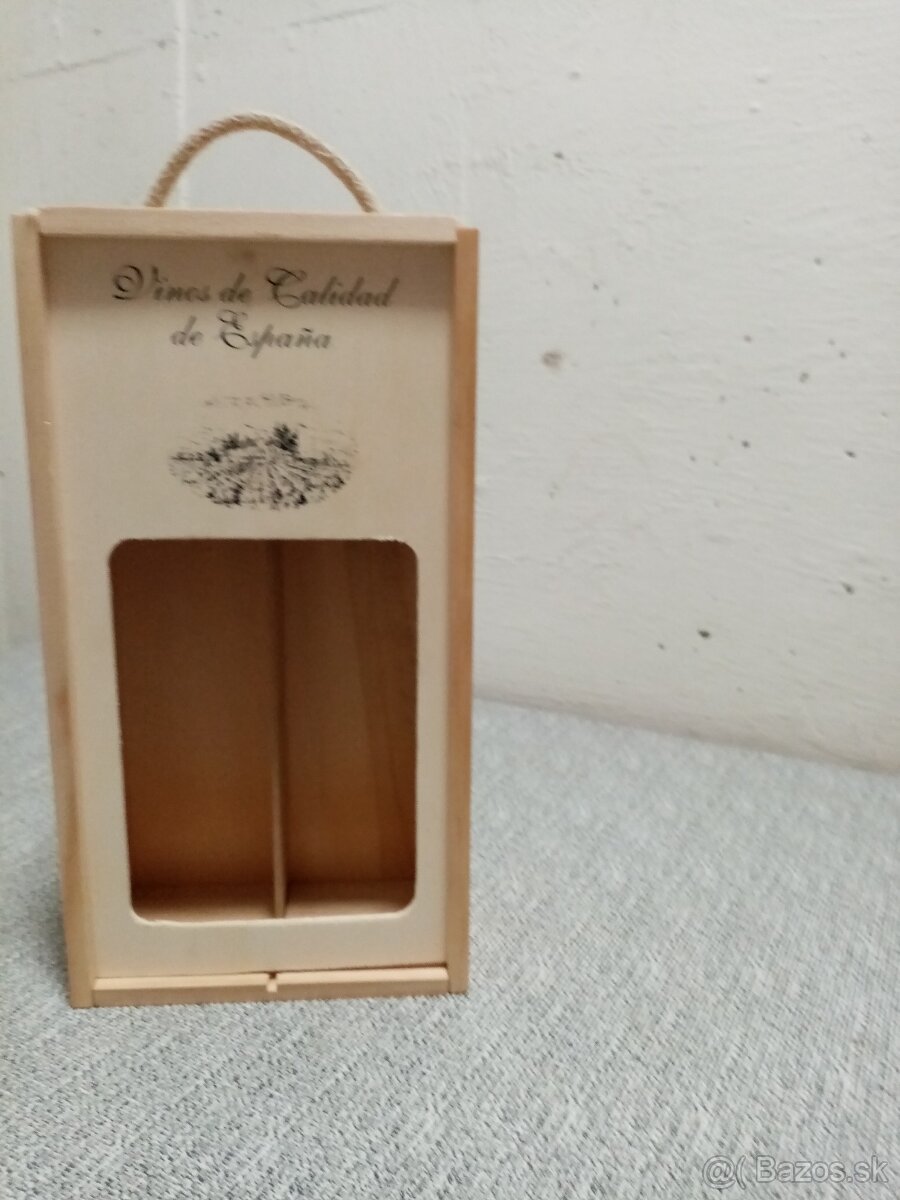 Vinos de Calidad
de España
@( Bazos.sk